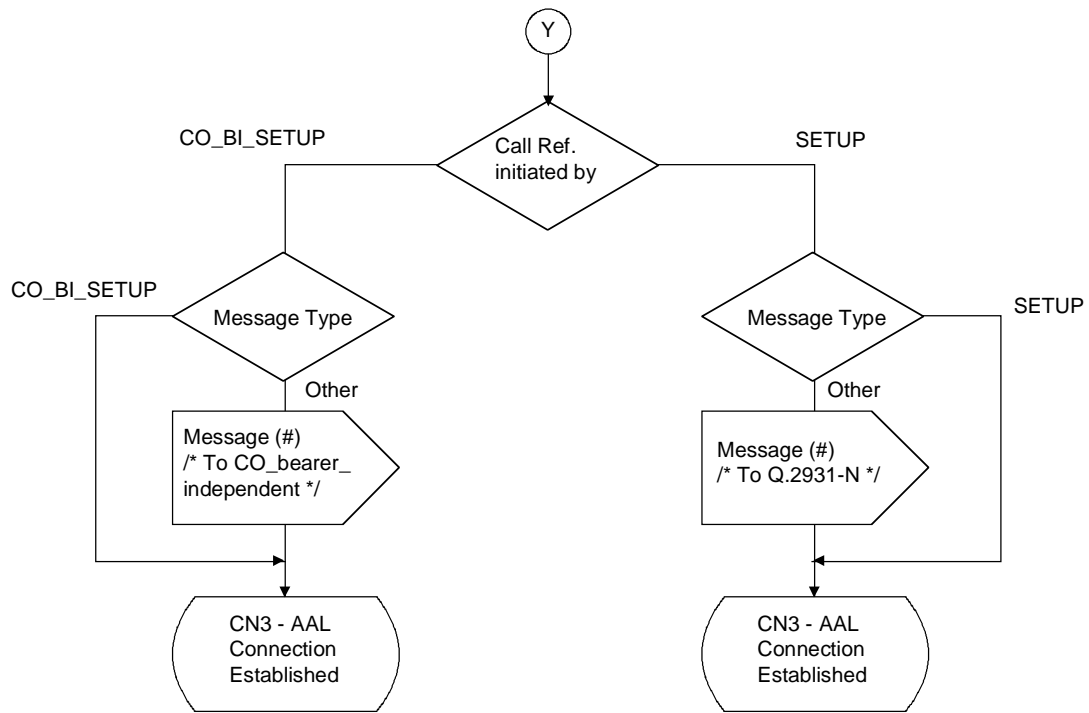 Y
Call Ref.
initiated by
CO_BI_SETUP
SETUP
CO_BI_SETUP
Message Type
Message Type
SETUP
Other
Other
Message (#)
/* To CO_bearer_
independent */
Message (#)
/* To Q.2931-N */
CN3 - AAL
Connection
Established
CN3 - AAL
Connection
Established